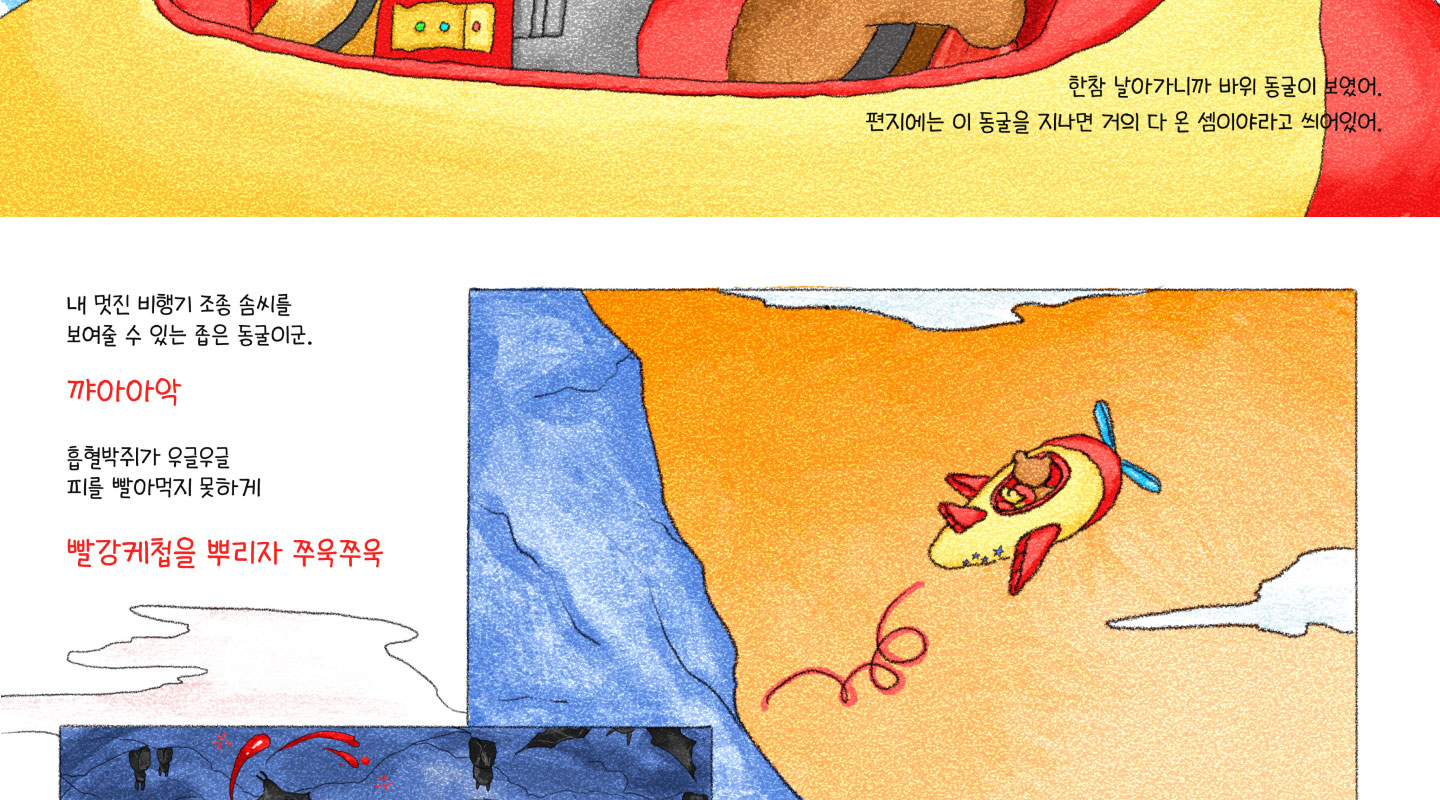 한참 날아가니까 바위 동굴이 보였어.
편지에는 이 동굴을 지나면 거의 다 온 셈이야라고 씌어있어.
내 멋진 비행기 조종 솜씨를
보여줄 수 있는 좁은 동굴이군.
꺄아아악
흡혈박쥐가 우글우글
피를 빨아먹지 못하게
빨강케첩을 뿌리자 쭈욱쭈욱